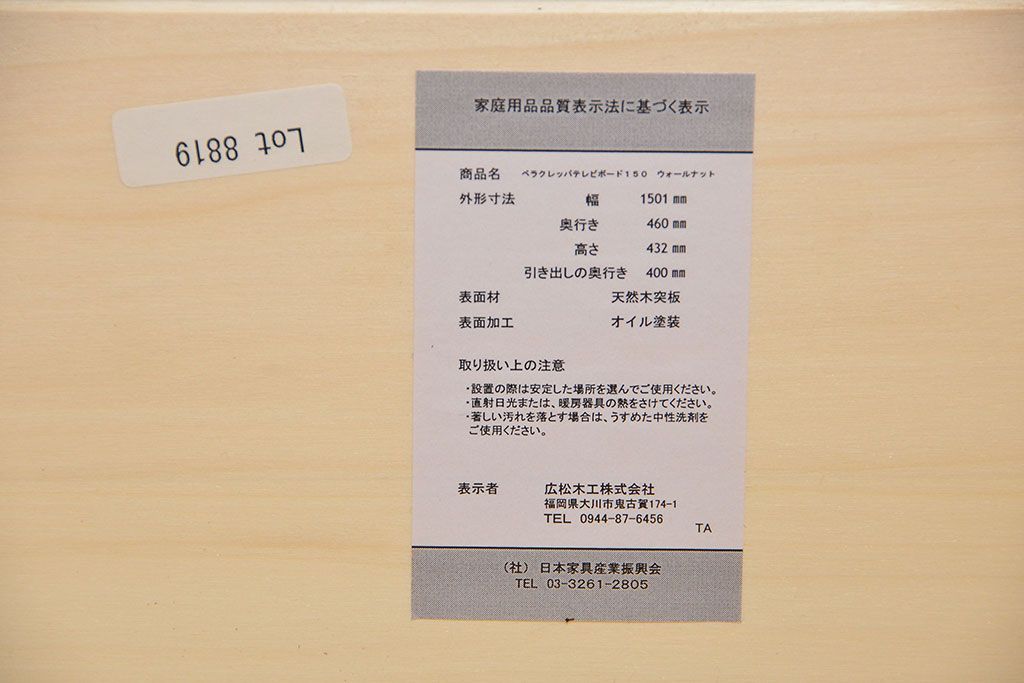 Lot 8819
家庭用品品質表示法に基づく表示
商品名 ベラクレッパテレビボード150 ウォールナット
外形寸法 幅 1501 mm
奥行き 460 mm
高さ 432 mm
引き出しの奥行き 400 mm
表面材 天然木突板
表面加工 オイル塗装
取り扱い上の注意
・設置の際は安定した場所を選んでご使用ください。
・直射日光または、暖房器具の熱をさけてください。
・著しい汚れを落とす場合は、うすめた中性洗剤を
ご使用ください。
表示者 広松木工株式会社
福岡県大川市鬼古賀174-1
TEL 0944-87-6456
TA
(社) 日本家具産業振興会
TEL 03-3261-2805